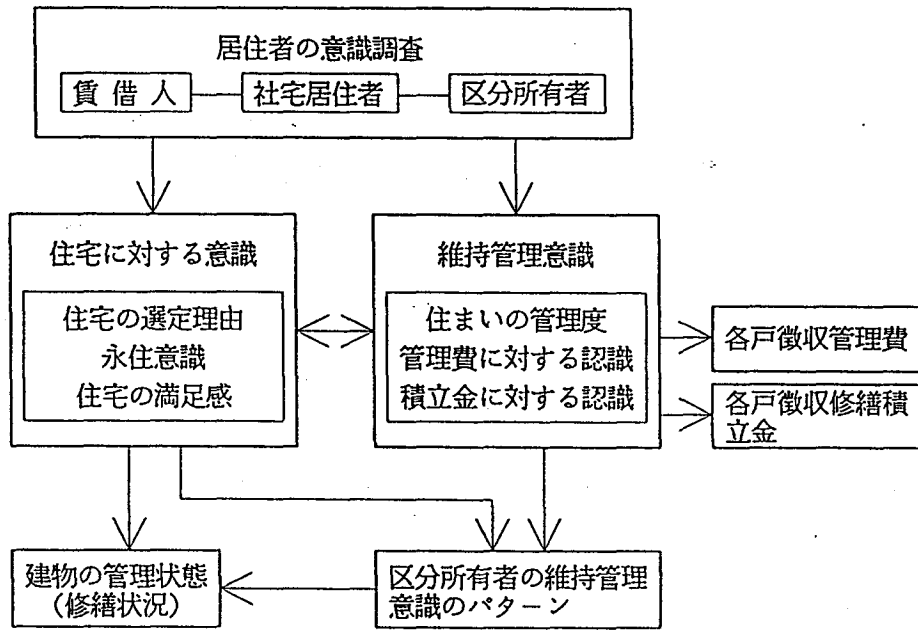 居住者の意識調査
賃借人
社宅居住者
区分所有者
住宅に対する意識
住宅の選定理由
永住意識
住宅の満足感
維持管理意識
住まいの管理度
管理費に対する認識
積立金に対する認識
各戸徴収管理費
各戸徴収修繕積
立金
建物の管理状態
(修繕状況)
区分所有者の維持管理
意識のパターン